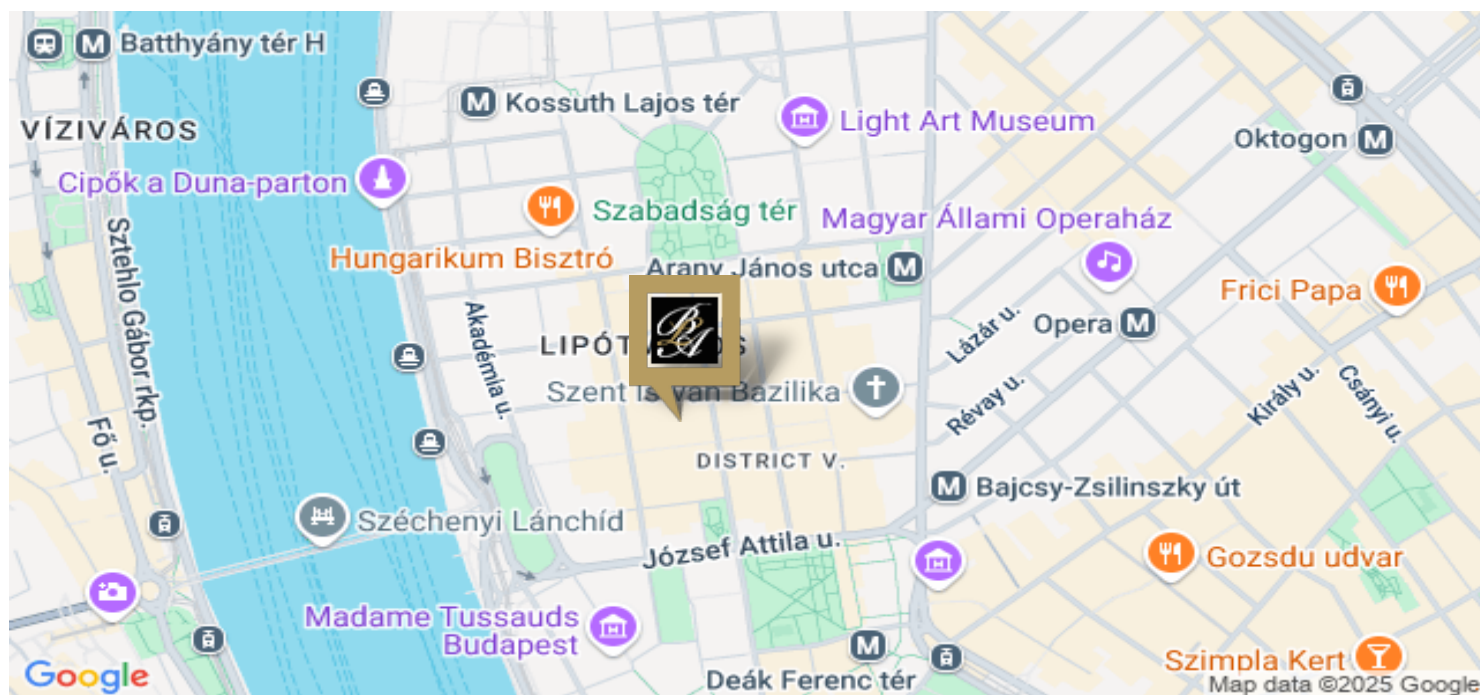 Batthyány tér H
M
M
Kossuth Lajos tér
Light Art Museum
VÍZIVÁROS
Oktogon
M
Cipők a Duna-parton
Szabadság tér
Magyar Állami Operaház
Hungarikum Bisztró
Arany János utca
M
Sztehlo Gábor rkp.
Frici Papa
Akadémia u.
Lázár u.
Opera
M
B
A
LIPÓTVÁROS
Szent István Bazilika
Révay u.
Király u.
Csányi u.
Fő u.
DISTRICT V.
M
Bajcsy-Zsilinszky út
Széchenyi Lánchíd
József Attila u.
Gozsdu udvar
Madame Tussauds
Budapest
M
Deák Ferenc tér
Szimpla Kert
Google
Map data ©2025 Google